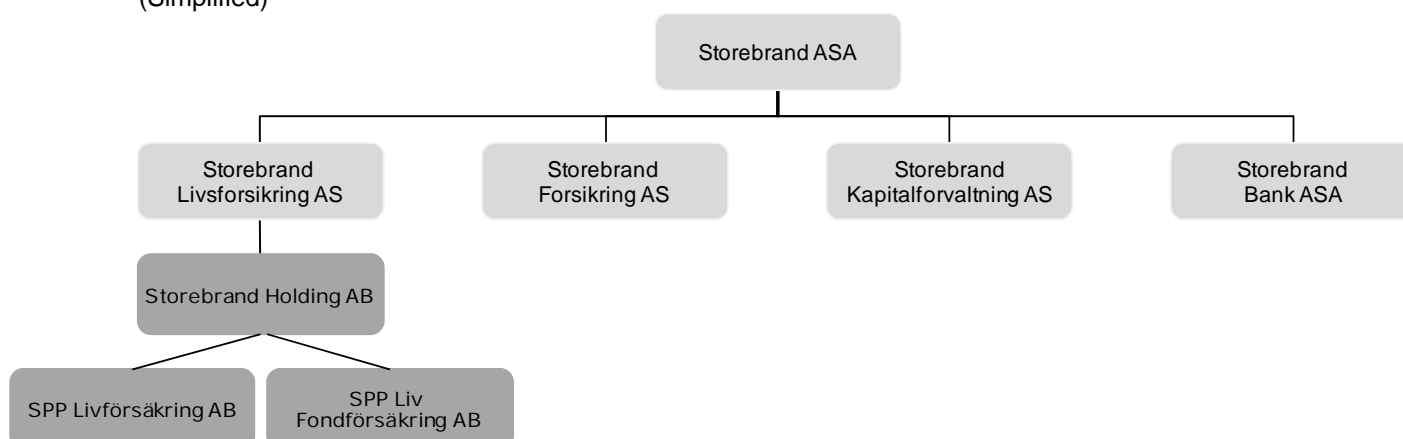 (Simplified)
Storebrand ASA
Storebrand
Livsforsikring AS
Storebrand
Forsikring AS
Storebrand
Kapitalforvaltning AS
Storebrand
Bank ASA
Storebrand Holding AB
SPP Livförsäkring AB
SPP Liv
Fondförsäkring AB